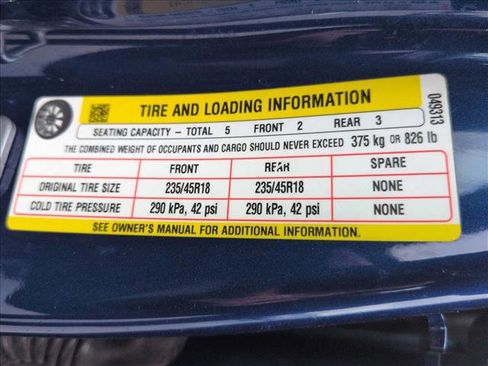 TIRE AND LOADING INFORMATION
SEATING CAPACITY - TOTAL 5 FRONT 2 REAR 3
THE COMBINED WEIGHT OF OCCUPANTS AND CARGO SHOULD NEVER EXCEED 375 kg OR 826 lb
TIRE FRONT REAR SPARE
ORIGINAL TIRE SIZE 235/45R18 235/45R18 NONE
COLD TIRE PRESSURE 290 kPa, 42 psi 290 kPa, 42 psi NONE
SEE OWNER'S MANUAL FOR ADDITIONAL INFORMATION.
049313